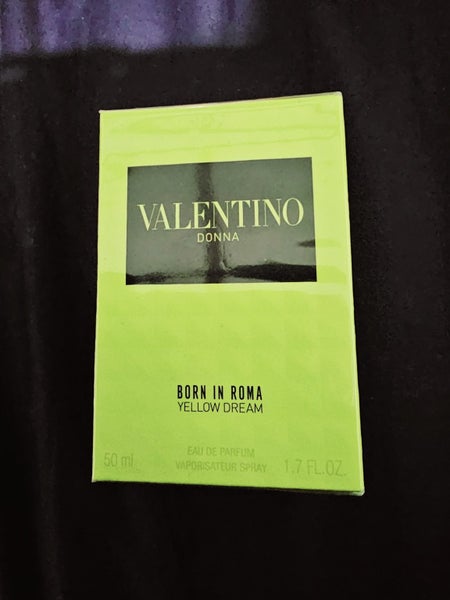 VALENTINO
DONNA
BORN IN ROMA
YELLOW DREAM
EAU DE PARFUM
50 ml VAPORISATEUR SPRAY 1.7 FL.OZ.